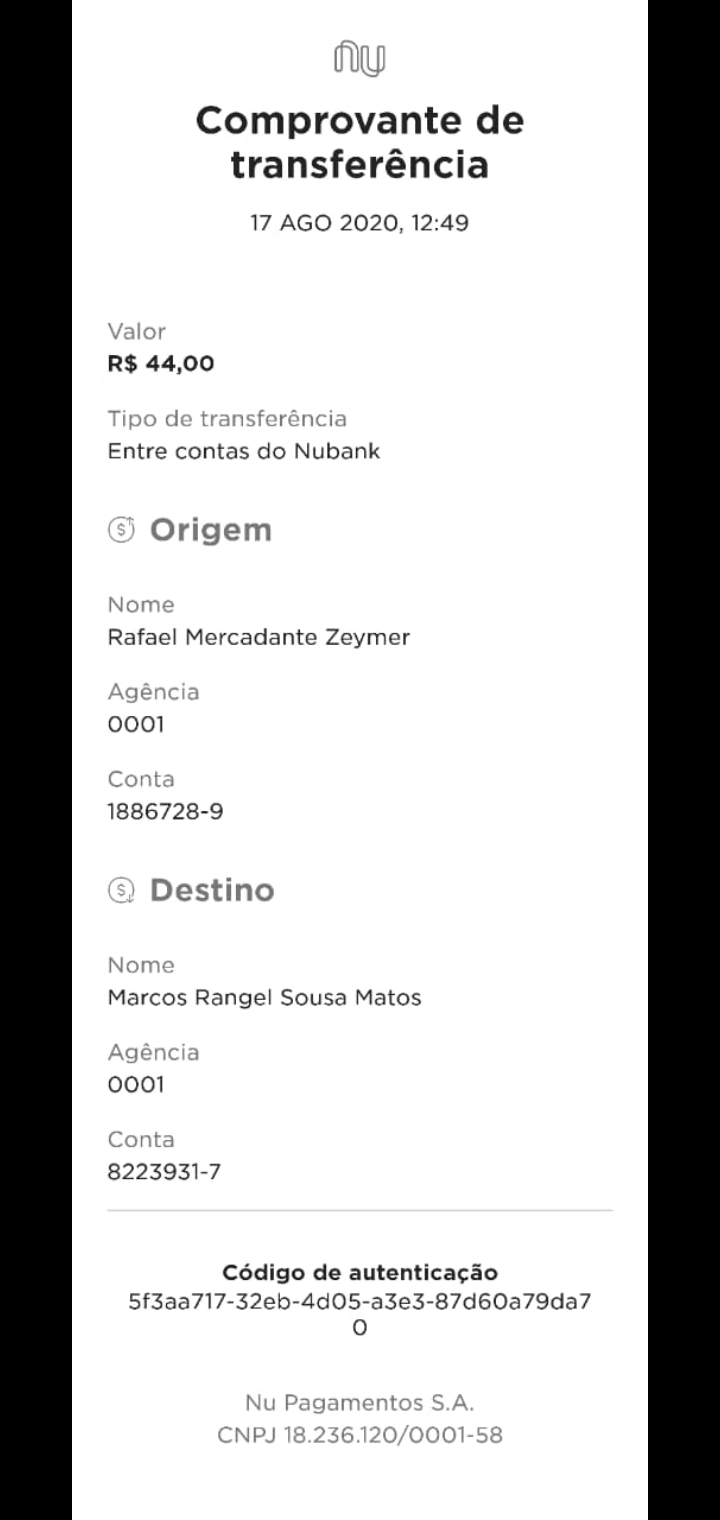 nu
Comprovante de
transferência
17 AGO 2020, 12:49
Valor
R$ 44,00
Tipo de transferência
Entre contas do Nubank
Origem
Nome
Rafael Mercadante Zeymer
Agência
0001
Conta
1886728-9
Destino
Nome
Marcos Rangel Sousa Matos
Agência
0001
Conta
8223931-7
Código de autenticação
5f3aa717-32eb-4d05-a3e3-87d60a79da7
0
Nu Pagamentos S.A.
CNPJ 18.236.120/0001-58